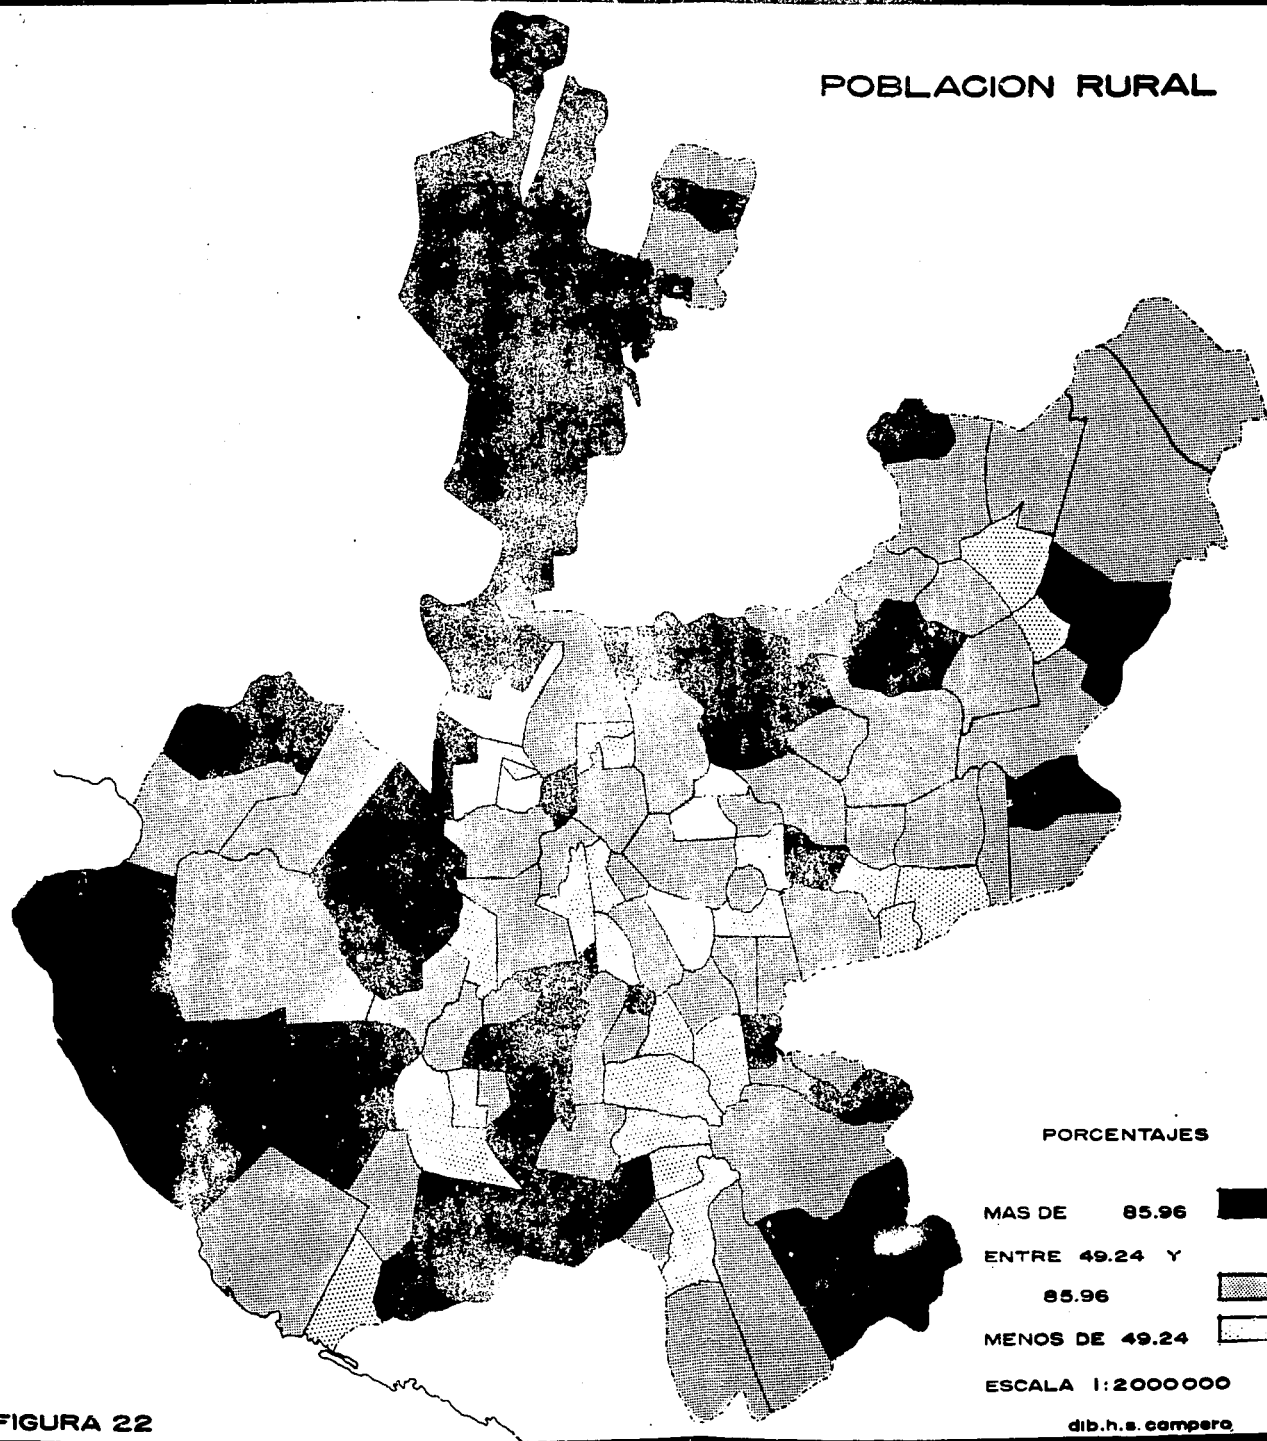 POBLACION RURAL
PORCENTAJES
MAS DE 85.96
ENTRE 49.24 Y
85.96
MENOS DE 49.24
ESCALA 1:2000000
FIGURA 22
dib.h.s.campero